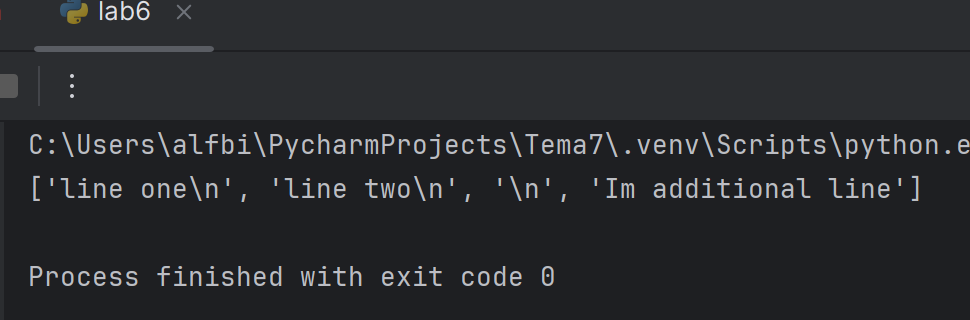 lab6
C:\Users\alfbi\PycharmProjects\Tema7\.venv\Scripts\python.e
['line one\n', 'line two\n', '\n', 'Im additional line']
Process finished with exit code 0